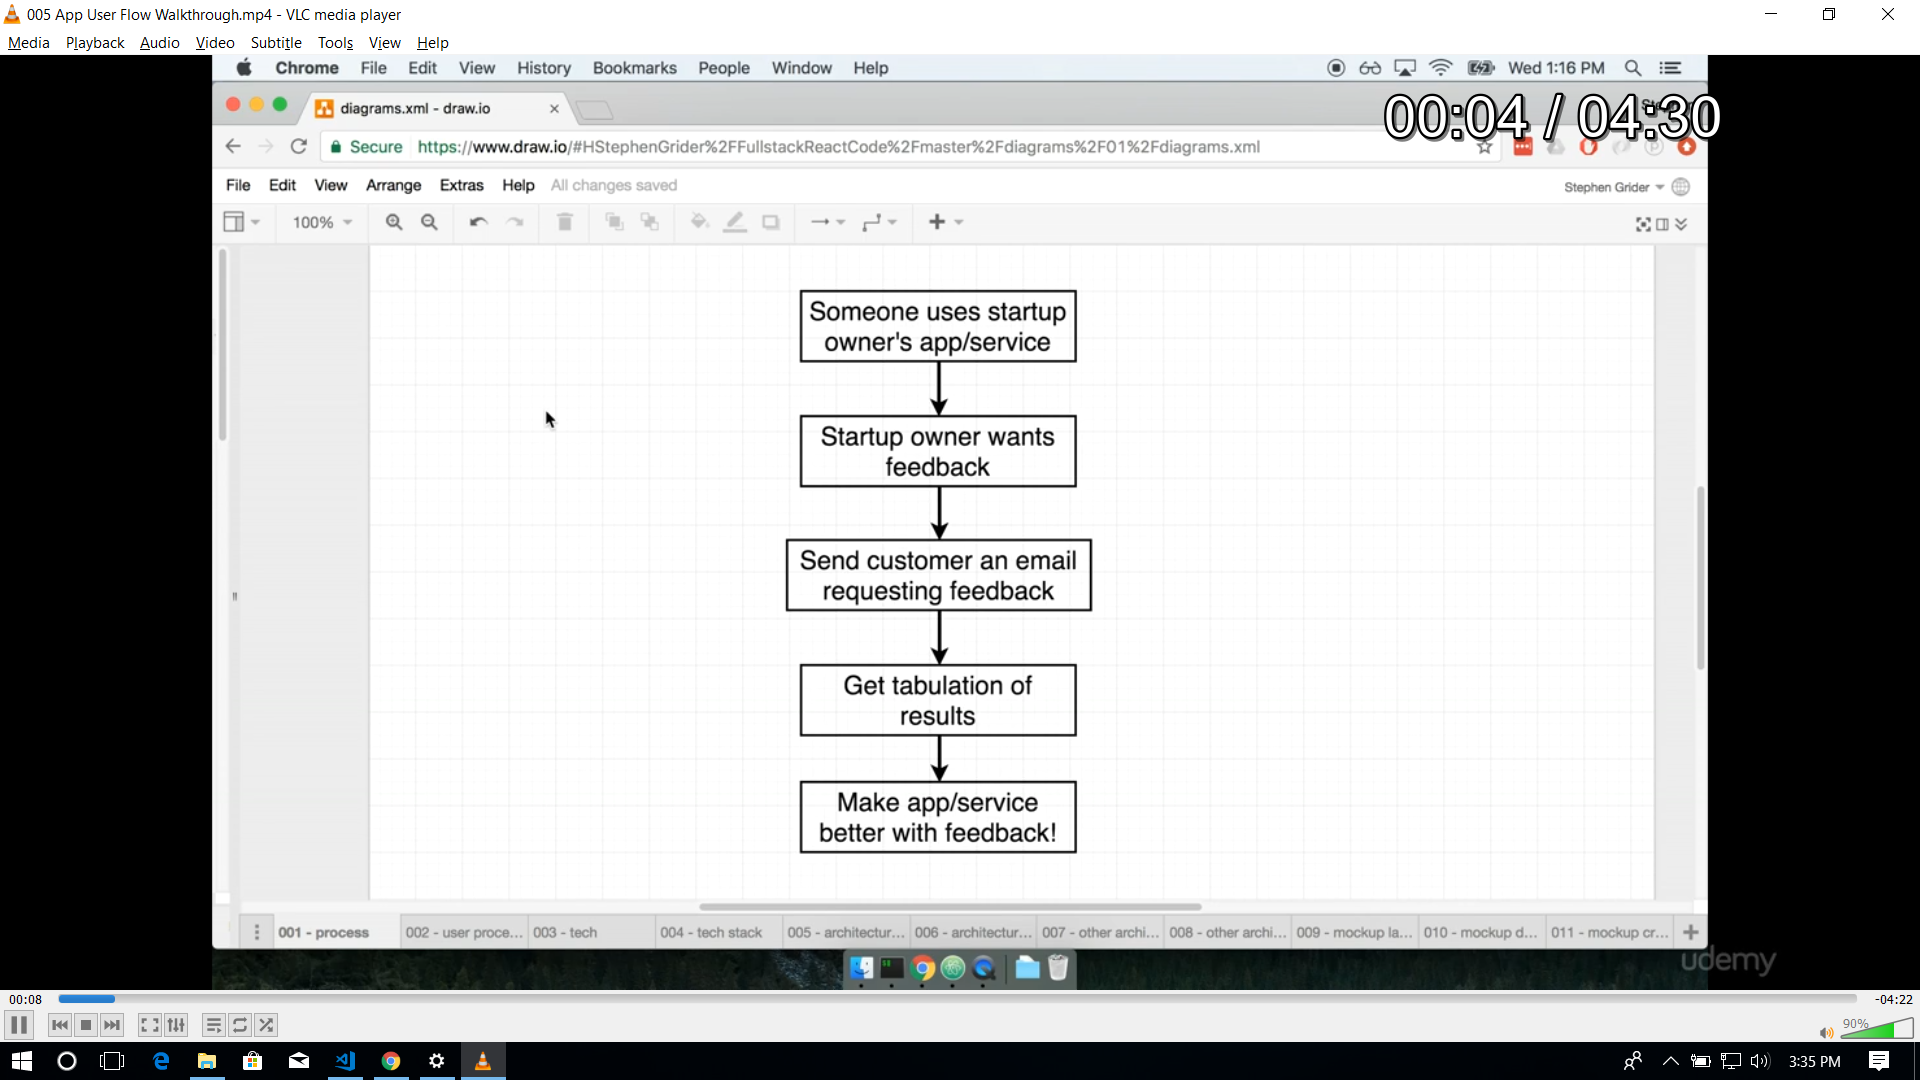 005 App User Flow Walkthrough.mp4 - VLC media player
Media Playback Audio Video Subtitle Tools View Help
Chrome File Edit View History Bookmarks People Window Help
Wed 1:16 PM
diagrams.xml - draw.io
00:04 / 04:30
Secure https://www.draw.io/#HStephenGrider%2FFullstackReactCode%2Fmaster%2Fdiagrams%2F01%2Fdiagrams.xml
File Edit View Arrange Extras Help All changes saved
Stephen Grider
100%
Someone uses startup
owner's app/service
Startup owner wants
feedback
Send customer an email
requesting feedback
Get tabulation of
results
Make app/service
better with feedback!
001 - process 002 - user proce... 003 - tech 004 - tech stack 005 - architectur... 006 - architectur... 007 - other archi... 008 - other archi... 009 - mockup la... 010 - mockup d... 011 - mockup cr...
udemy
00:08
-04:22
90%
3:35 PM